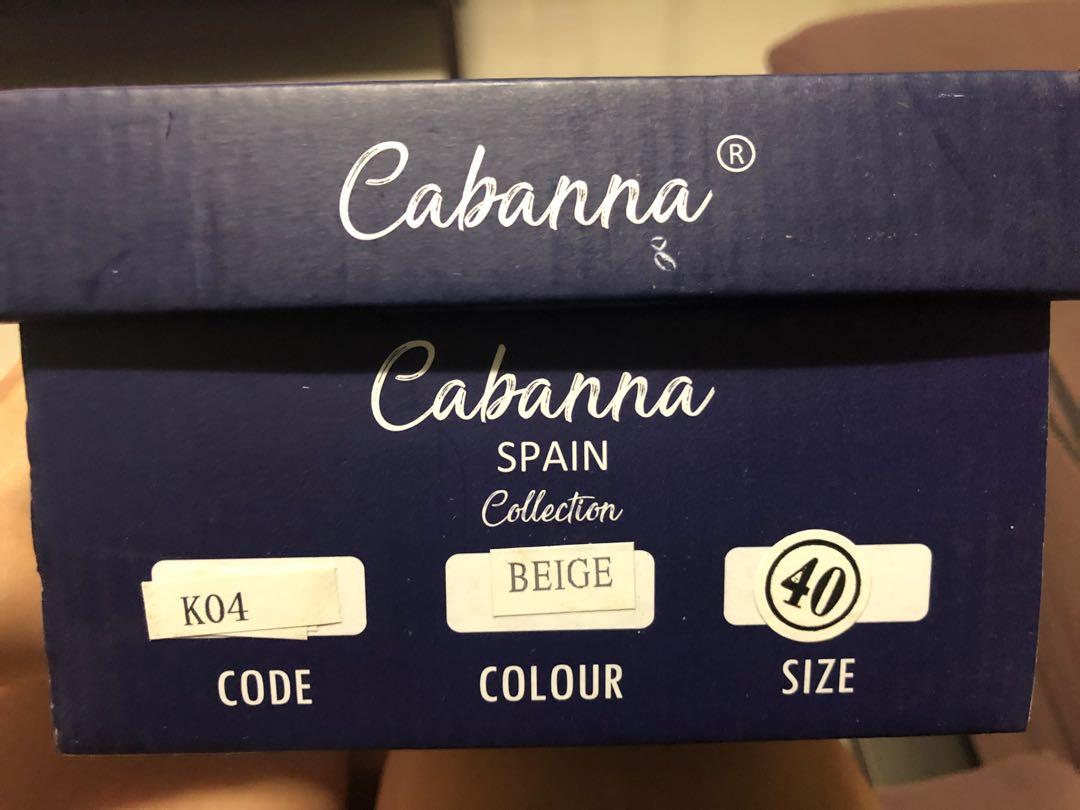 Cabanna®
Cabanna
SPAIN
Collection
K04 BEIGE 40
CODE COLOUR SIZE